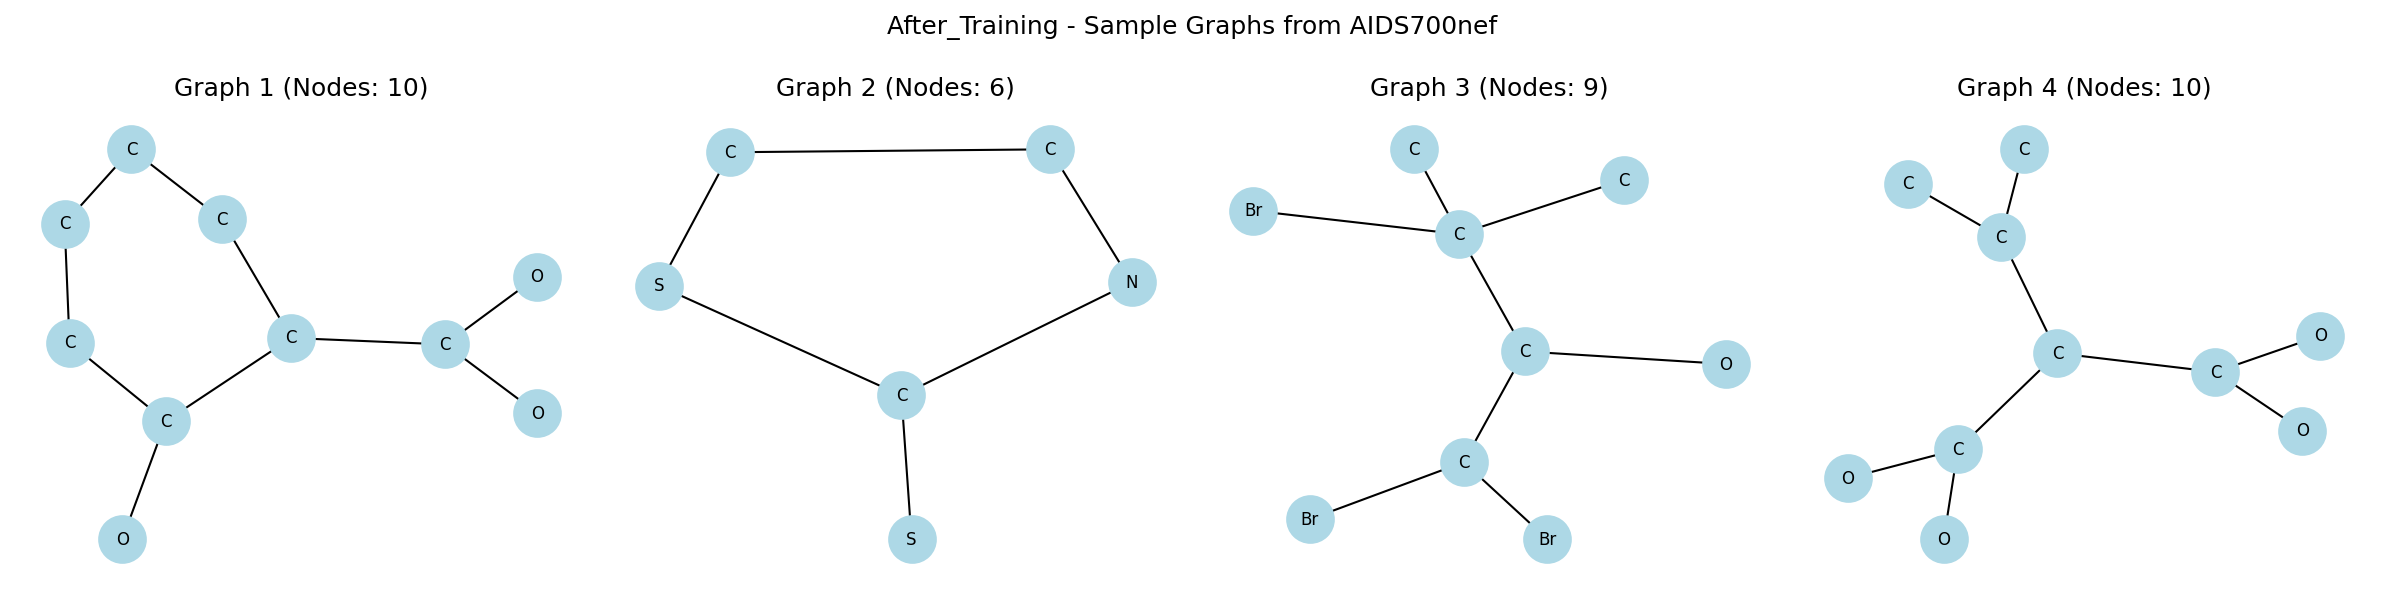 After_Training - Sample Graphs from AIDS700nef
Graph 1 (Nodes: 10)
C
C
C
C
C
C
C
O
O
O
Graph 2 (Nodes: 6)
C
C
S
N
C
S
Graph 3 (Nodes: 9)
C
C
Br
C
C
O
C
Br
Br
Graph 4 (Nodes: 10)
C
C
C
C
C
O
O
C
O
O